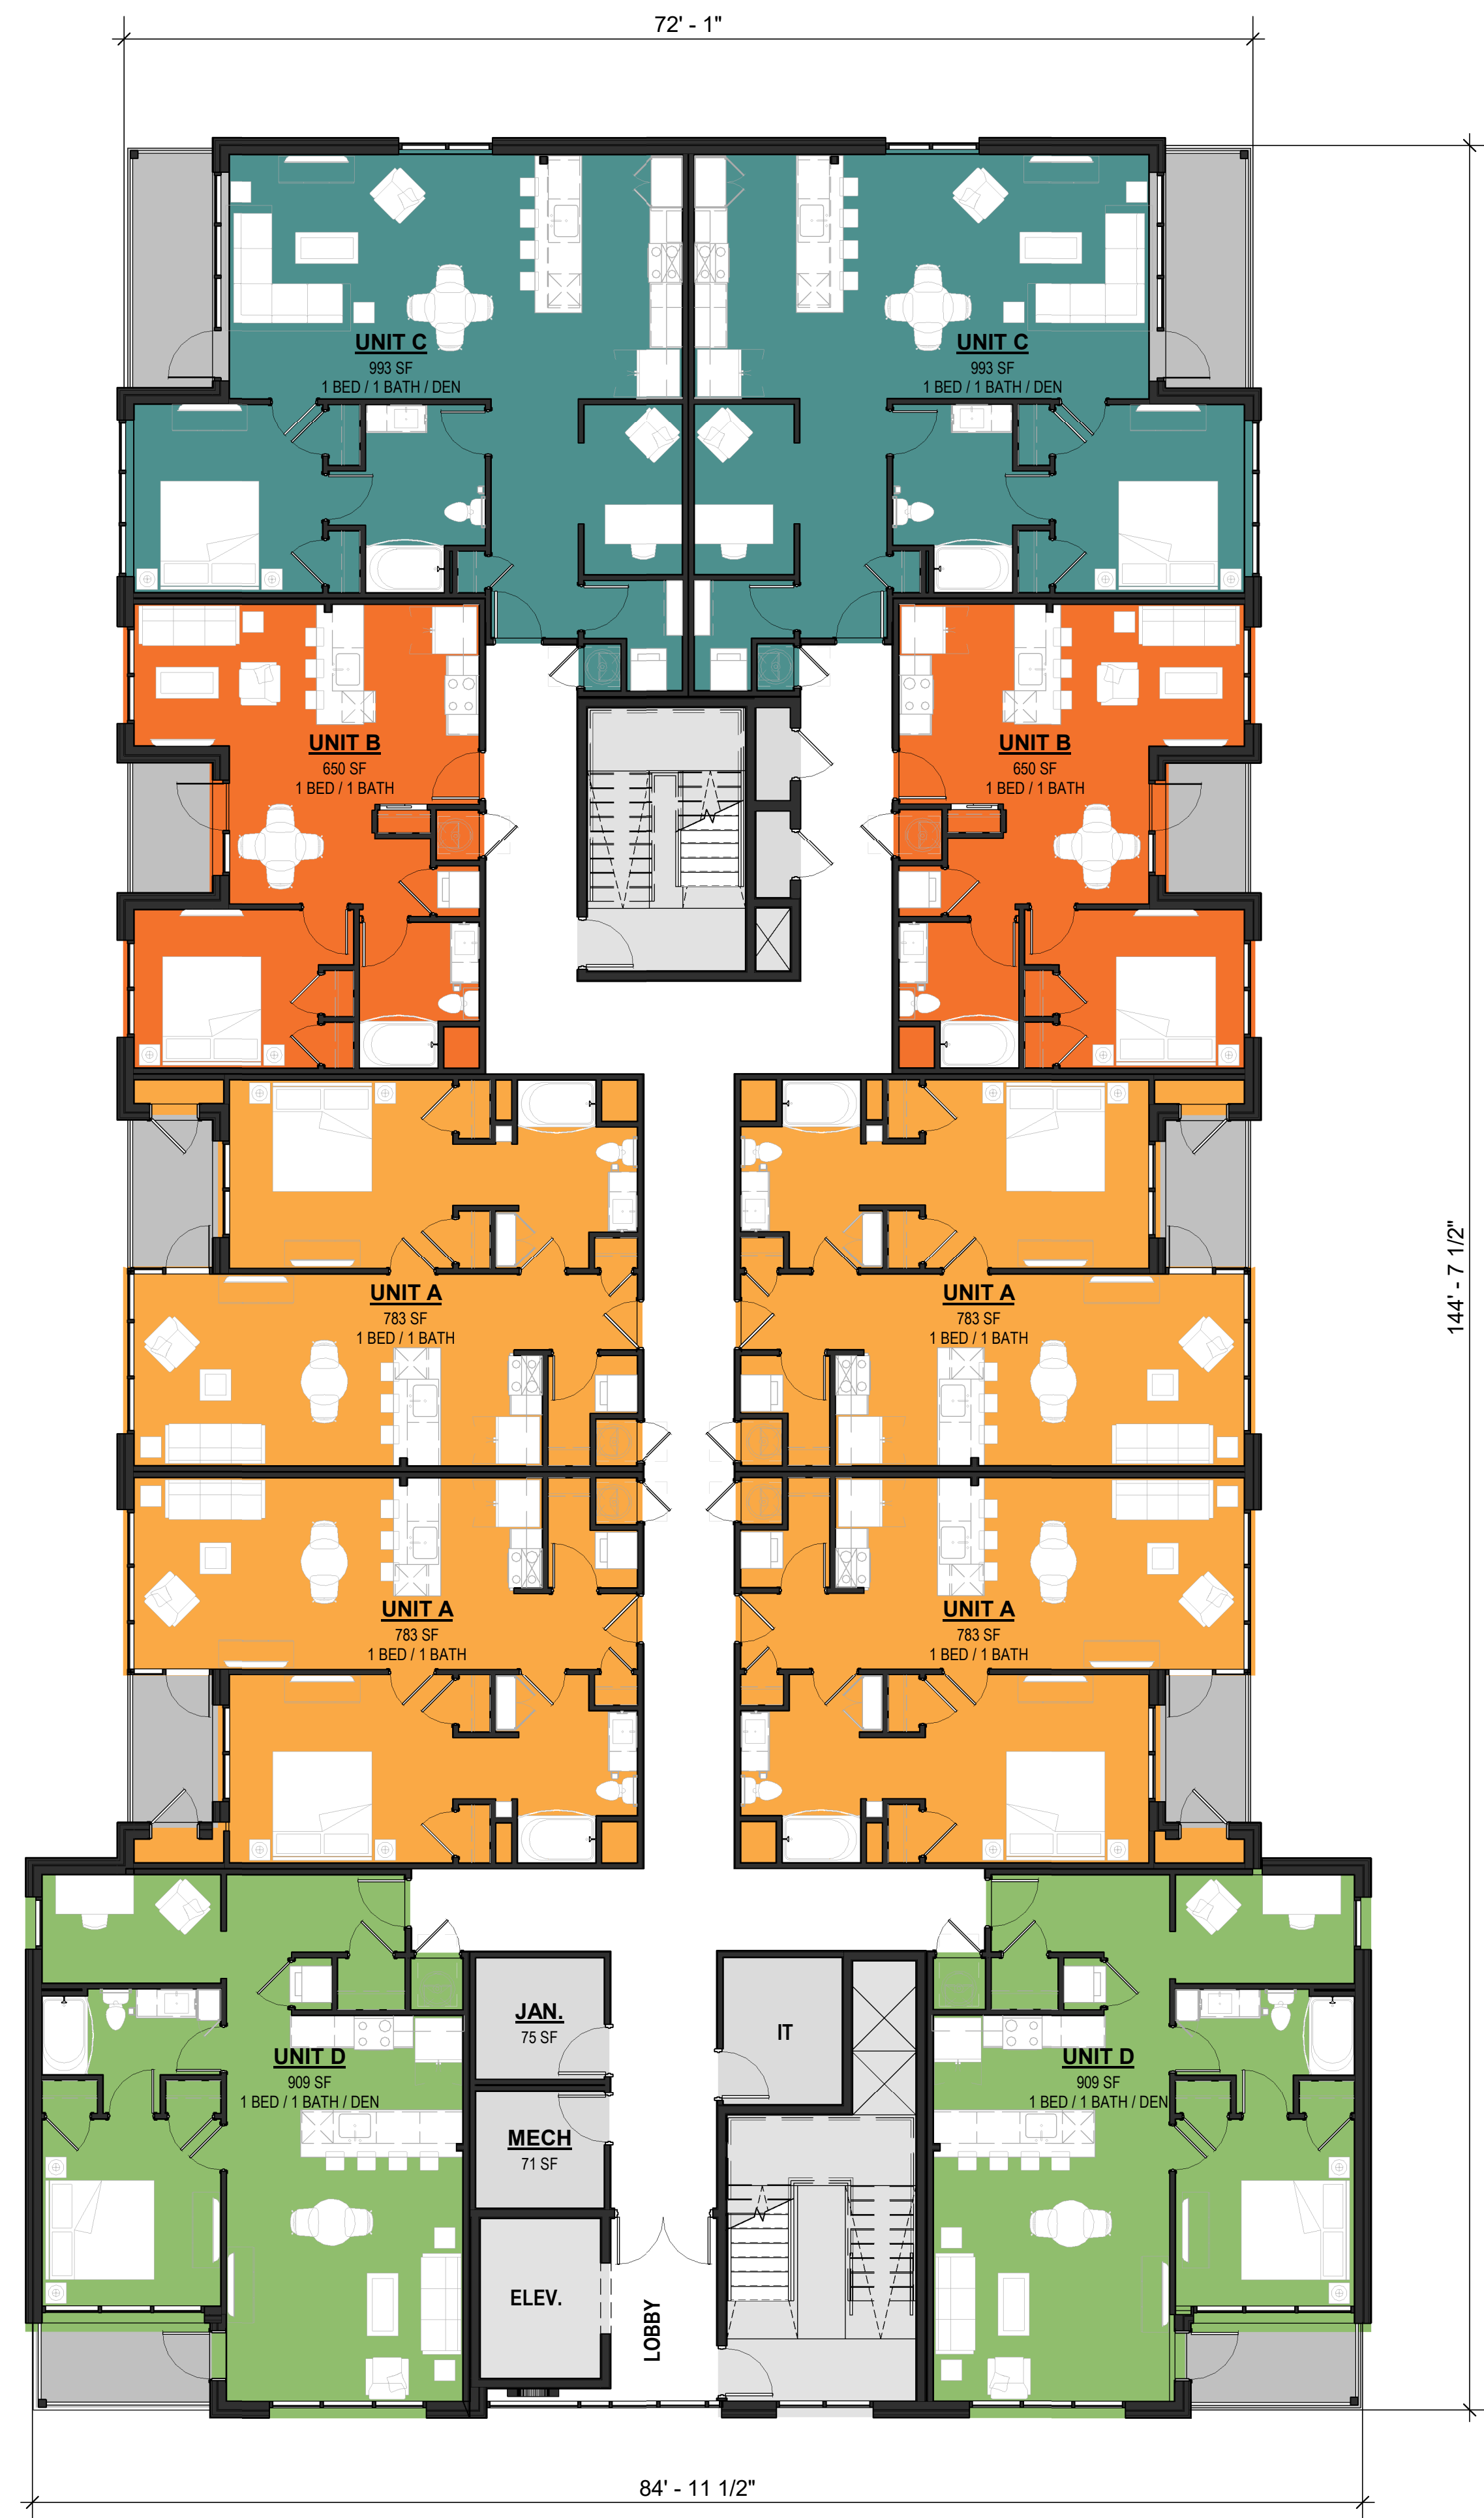 72' - 1"
UNIT C
993 SF
1 BED / 1 BATH / DEN
UNIT C
993 SF
1 BED / 1 BATH / DEN
UNIT B
650 SF
1 BED / 1 BATH
UNIT B
650 SF
1 BED / 1 BATH
UNIT A
783 SF
1 BED / 1 BATH
UNIT A
783 SF
1 BED / 1 BATH
144' - 7 1/2"
UNIT A
783 SF
1 BED / 1 BATH
UNIT A
783 SF
1 BED / 1 BATH
JAN.
75 SF
IT
UNIT D
909 SF
1 BED / 1 BATH / DEN
UNIT D
909 SF
1 BED / 1 BATH / DEN
MECH
71 SF
ELEV.
LOBBY
84' - 11 1/2"